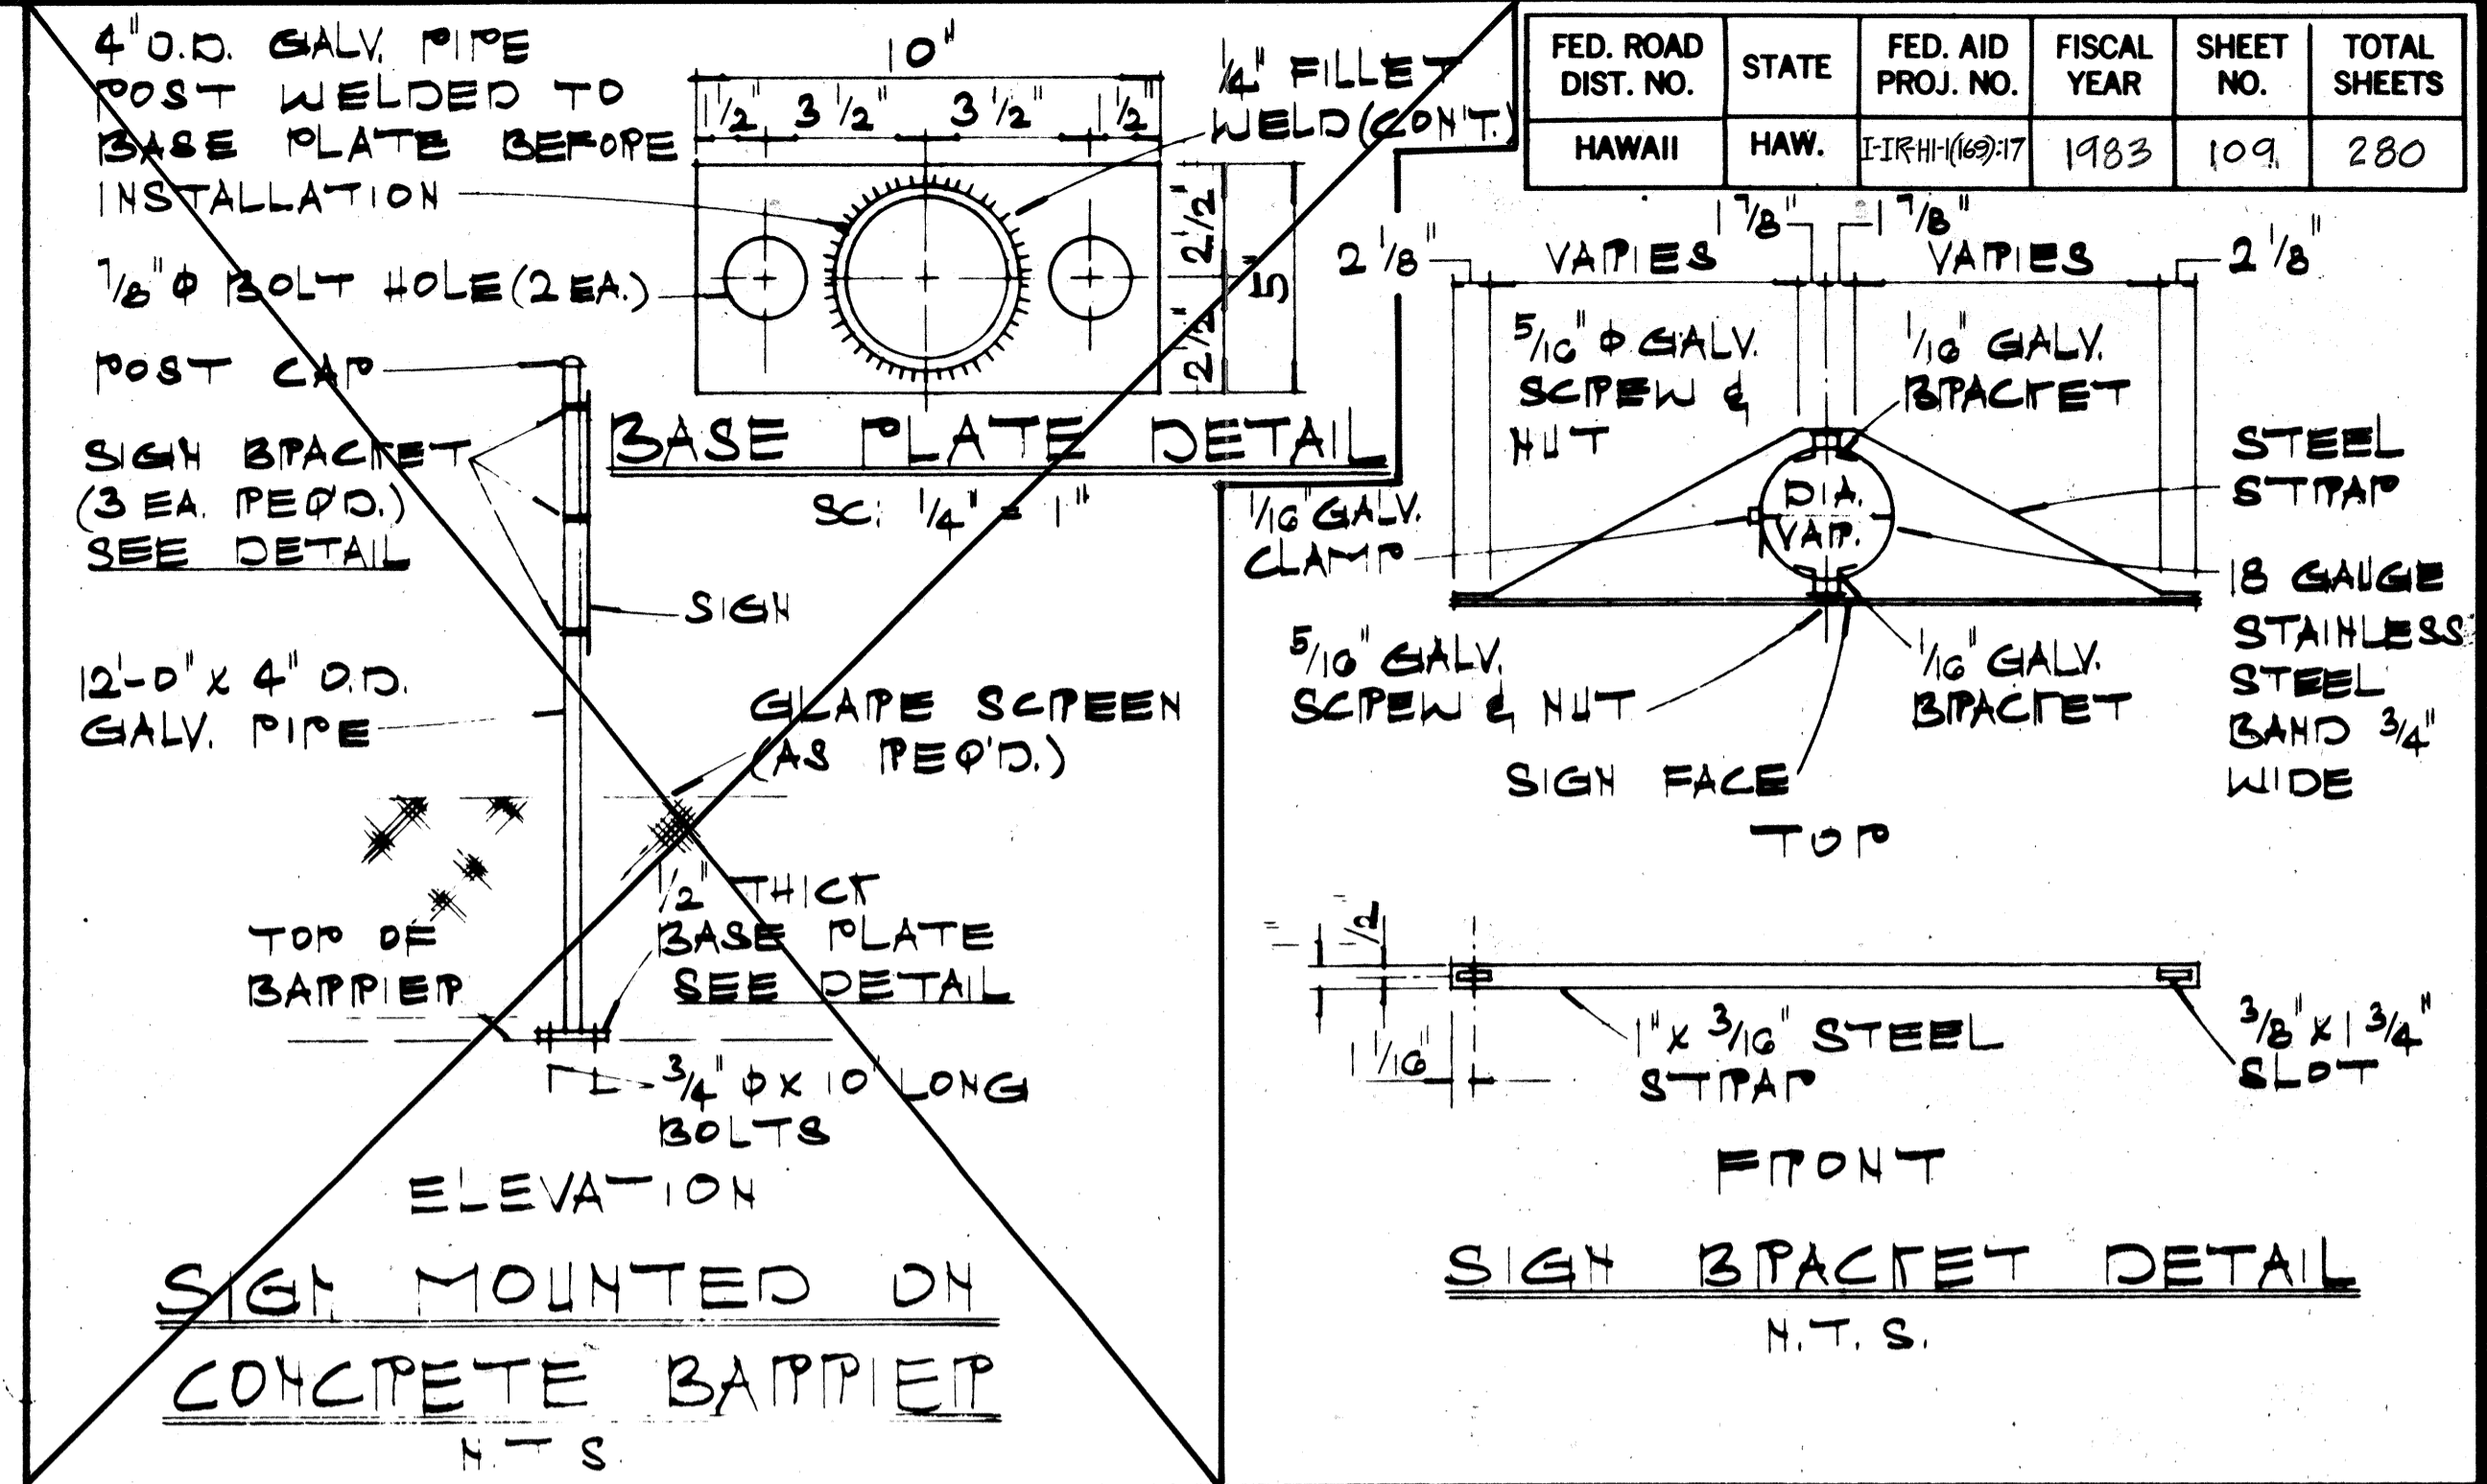 4" O.D. GALV. PIPE
POST WELDED TO
BASE PLATE BEFORE
INSTALLATION
7/8" Φ BOLT HOLE (2 EA.)
10"
1 1/2" 3 1/2" 3 1/2" 1 1/2"
1/4" FILLET
WELD (CON'T.)
2 1/2"
2 1/2"
5"
BASE PLATE DETAIL
SC: 1/4" = 1"
POST CAP
SIGN BRACKET
(3 EA. REQ'D.)
SEE DETAIL
SIGN
12'-0" X 4" O.D.
GALV. PIPE
GLARE SCREEN
(AS REQ'D.)
TOP OF
BARRIER
1/2" THICK
BASE PLATE
SEE DETAIL
3/4" Φ X 10" LONG
BOLTS
ELEVATION
SIGN MOUNTED ON
CONCRETE BARRIER
N.T.S.
FED. ROAD DIST. NO. STATE FED. AID PROJ. NO. FISCAL YEAR SHEET NO. TOTAL SHEETS
HAWAII HAW. I-IR-HI-1(169):17 1983 109 280
1 7/8" 1 7/8"
2 1/8" VARIES VARIES 2 1/8"
5/16" Φ GALV.
SCREW &
NUT
1/16" GALV.
BRACKET
STEEL
STRAP
DIA.
VAR.
1/16" GALV.
CLAMP
18 GAUGE
STAINLESS
STEEL
BAND 3/4"
WIDE
5/16" GALV.
SCREW & NUT
1/16" GALV.
BRACKET
SIGN FACE
TOP
1"
1/2"
1 1/16"
1" X 3/16" STEEL
STRAP
3/8" X 1 3/4"
SLOT
FRONT
SIGN BRACKET DETAIL
N.T.S.